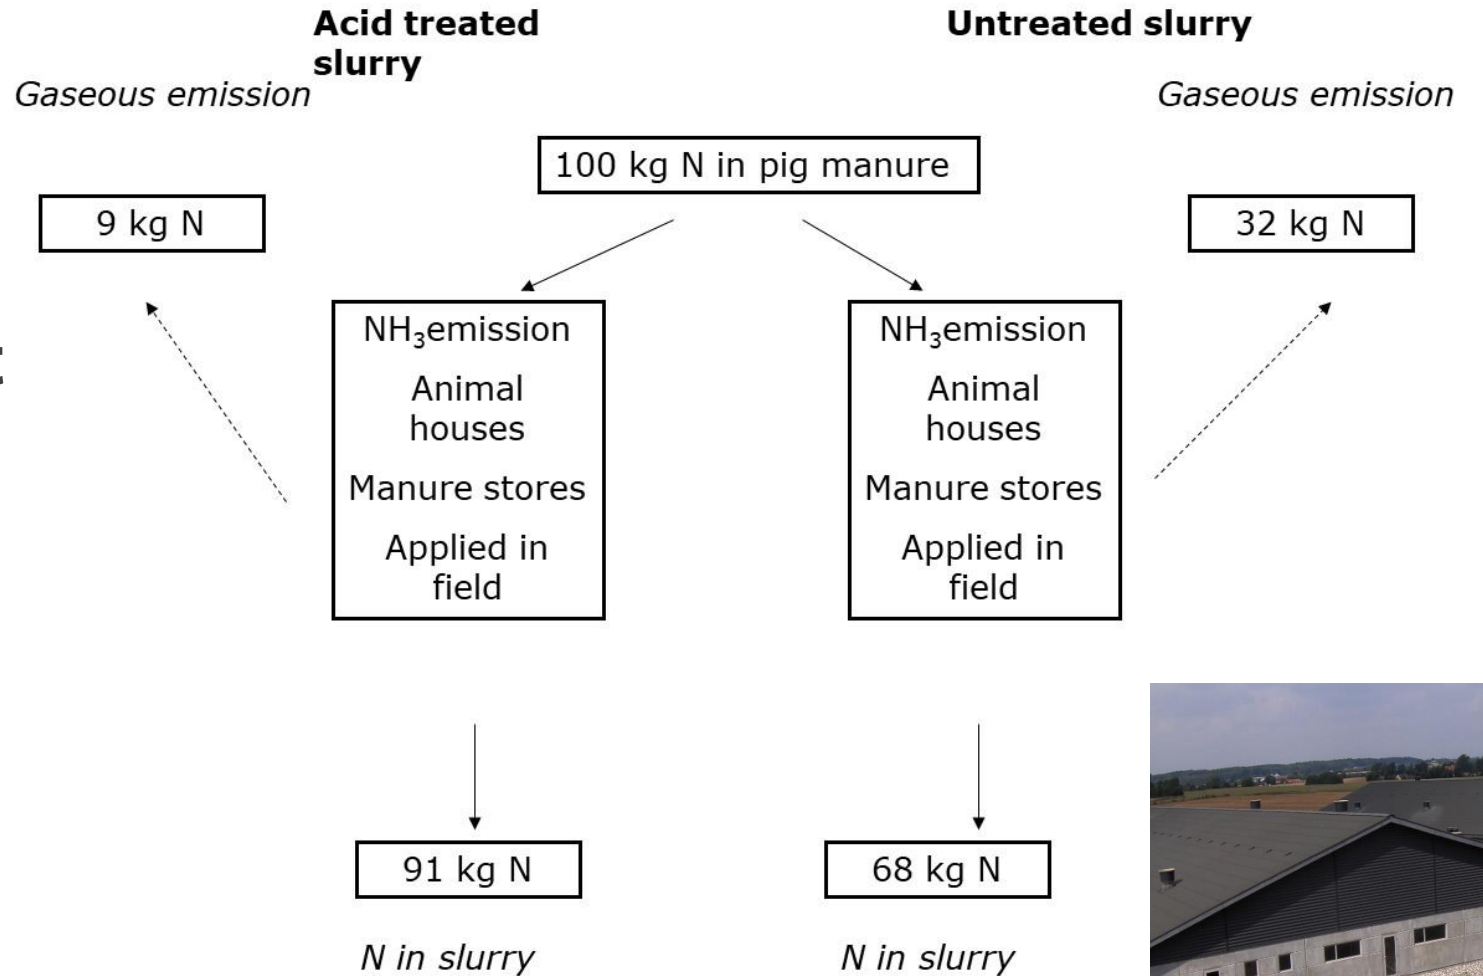 Acid treated
slurry
Untreated slurry
Gaseous emission
Gaseous emission
100 kg N in pig manure
9 kg N
32 kg N
NH₃emission
Animal
houses
Manure stores
Applied in
field
NH₃emission
Animal
houses
Manure stores
Applied in
field
91 kg N
68 kg N
N in slurry
N in slurry